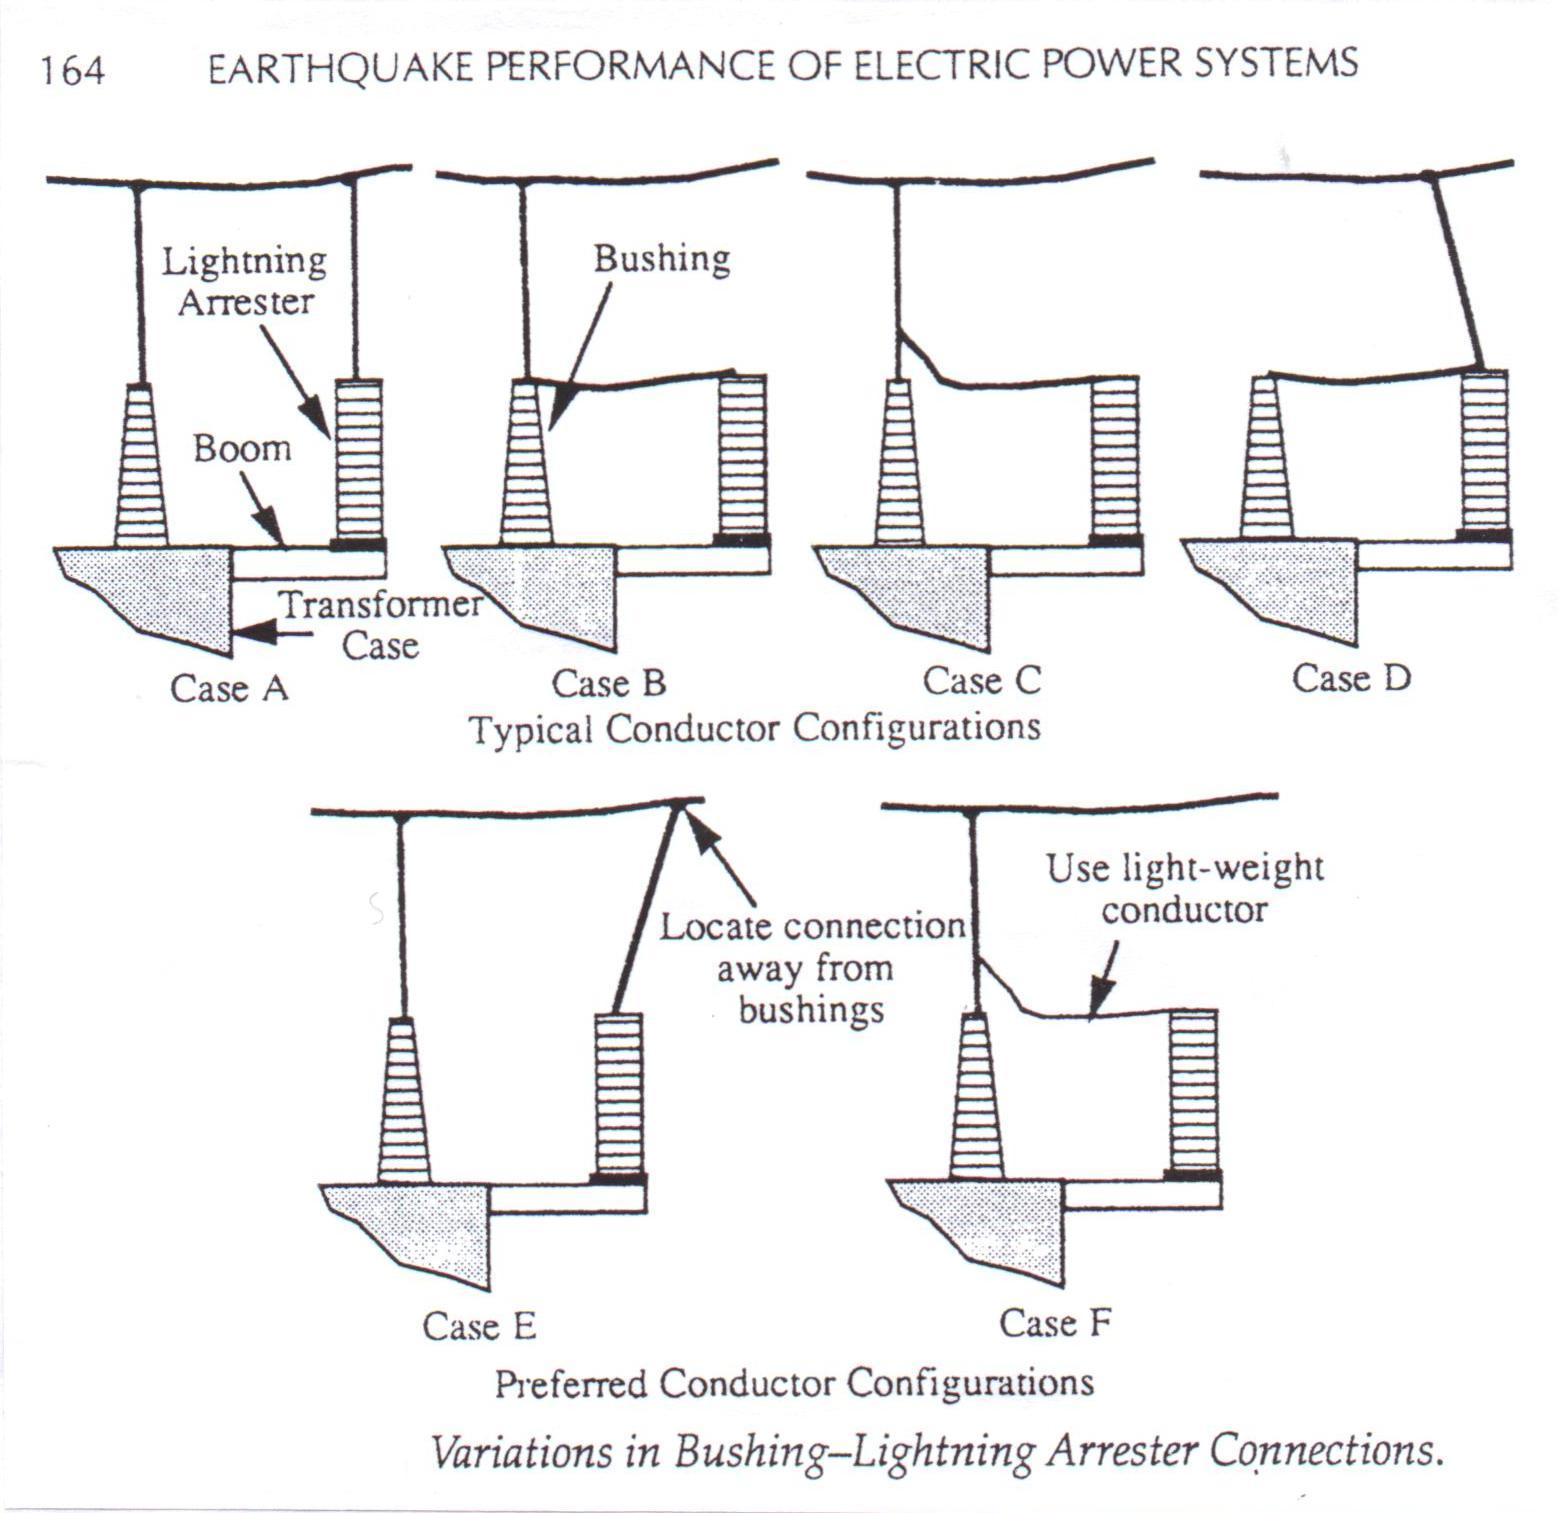 164 EARTHQUAKE PERFORMANCE OF ELECTRIC POWER SYSTEMS
Lightning
Arrester
Boom
Transformer
Case
Case A
Bushing
Case B
Case C
Case D
Typical Conductor Configurations
Locate connection
away from
bushings
Case E
Use light-weight
conductor
Case F
Preferred Conductor Configurations
Variations in Bushing–Lightning Arrester Connections.